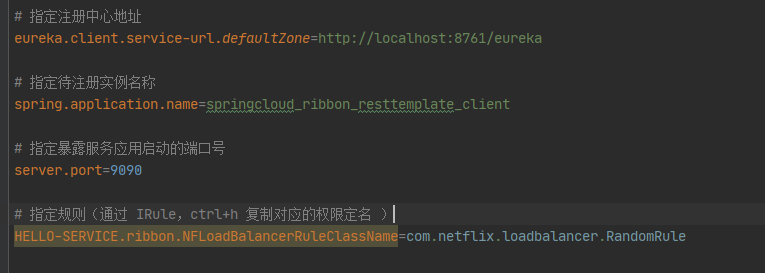 # 指定注册中心地址
eureka.client.service-url.defaultZone=http://localhost:8761/eureka
# 指定待注册实例名称
spring.application.name=springcloud_ribbon_resttemplate_client
# 指定暴露服务应用启动的端口号
server.port=9090
# 指定规则（通过 IRule，ctrl+h 复制对应的权限定名 ）
HELLO-SERVICE.ribbon.NFLoadBalancerRuleClassName=com.netflix.loadbalancer.RandomRule